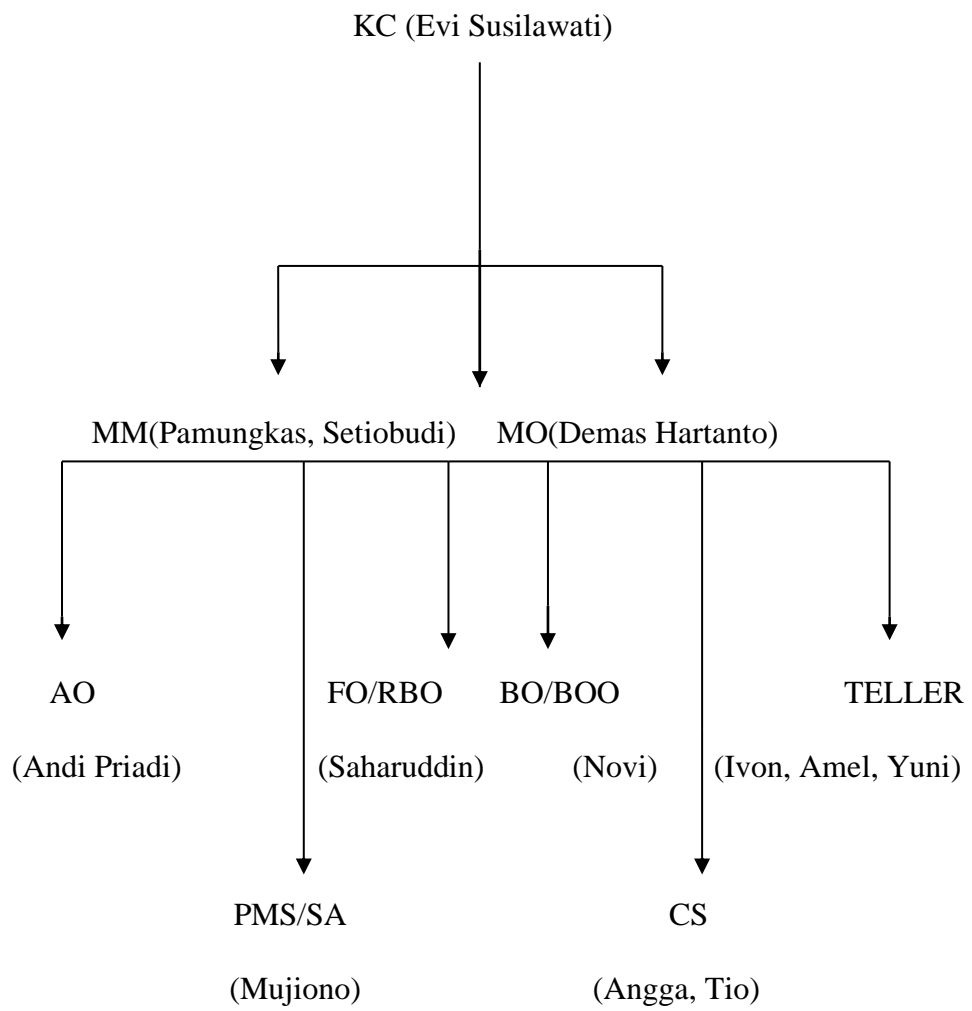 KC (Evi Susilawati)
MM(Pamungkas, Setiobudi) MO(Demas Hartanto)
AO FO/RBO BO/BOO TELLER
(Andi Priadi) (Saharuddin) (Novi) (Ivon, Amel, Yuni)
PMS/SA CS
(Mujiono) (Angga, Tio)